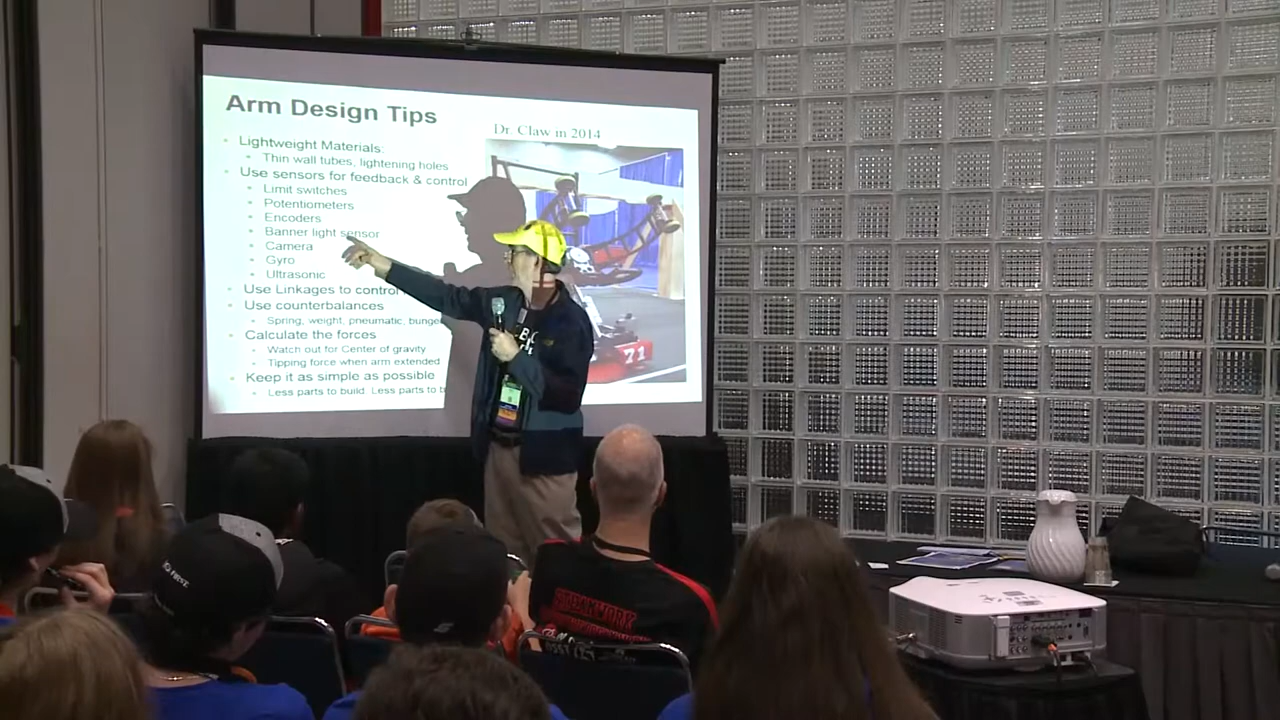 Arm Design Tips
Dr. Claw in 2014
Lightweight Materials:
Thin wall tubes, lightening holes
Use sensors for feedback & control
Limit switches
Potentiometers
Encoders
Banner light sensor
Camera
Gyro
Ultrasonic
Use Linkages to control
Use counterbalances
Spring, weight, pneumatic, bunge
Calculate the forces
Watch out for Center of gravity
Tipping force when arm extended
Keep it as simple as possible
Less parts to build. Less parts to b
71